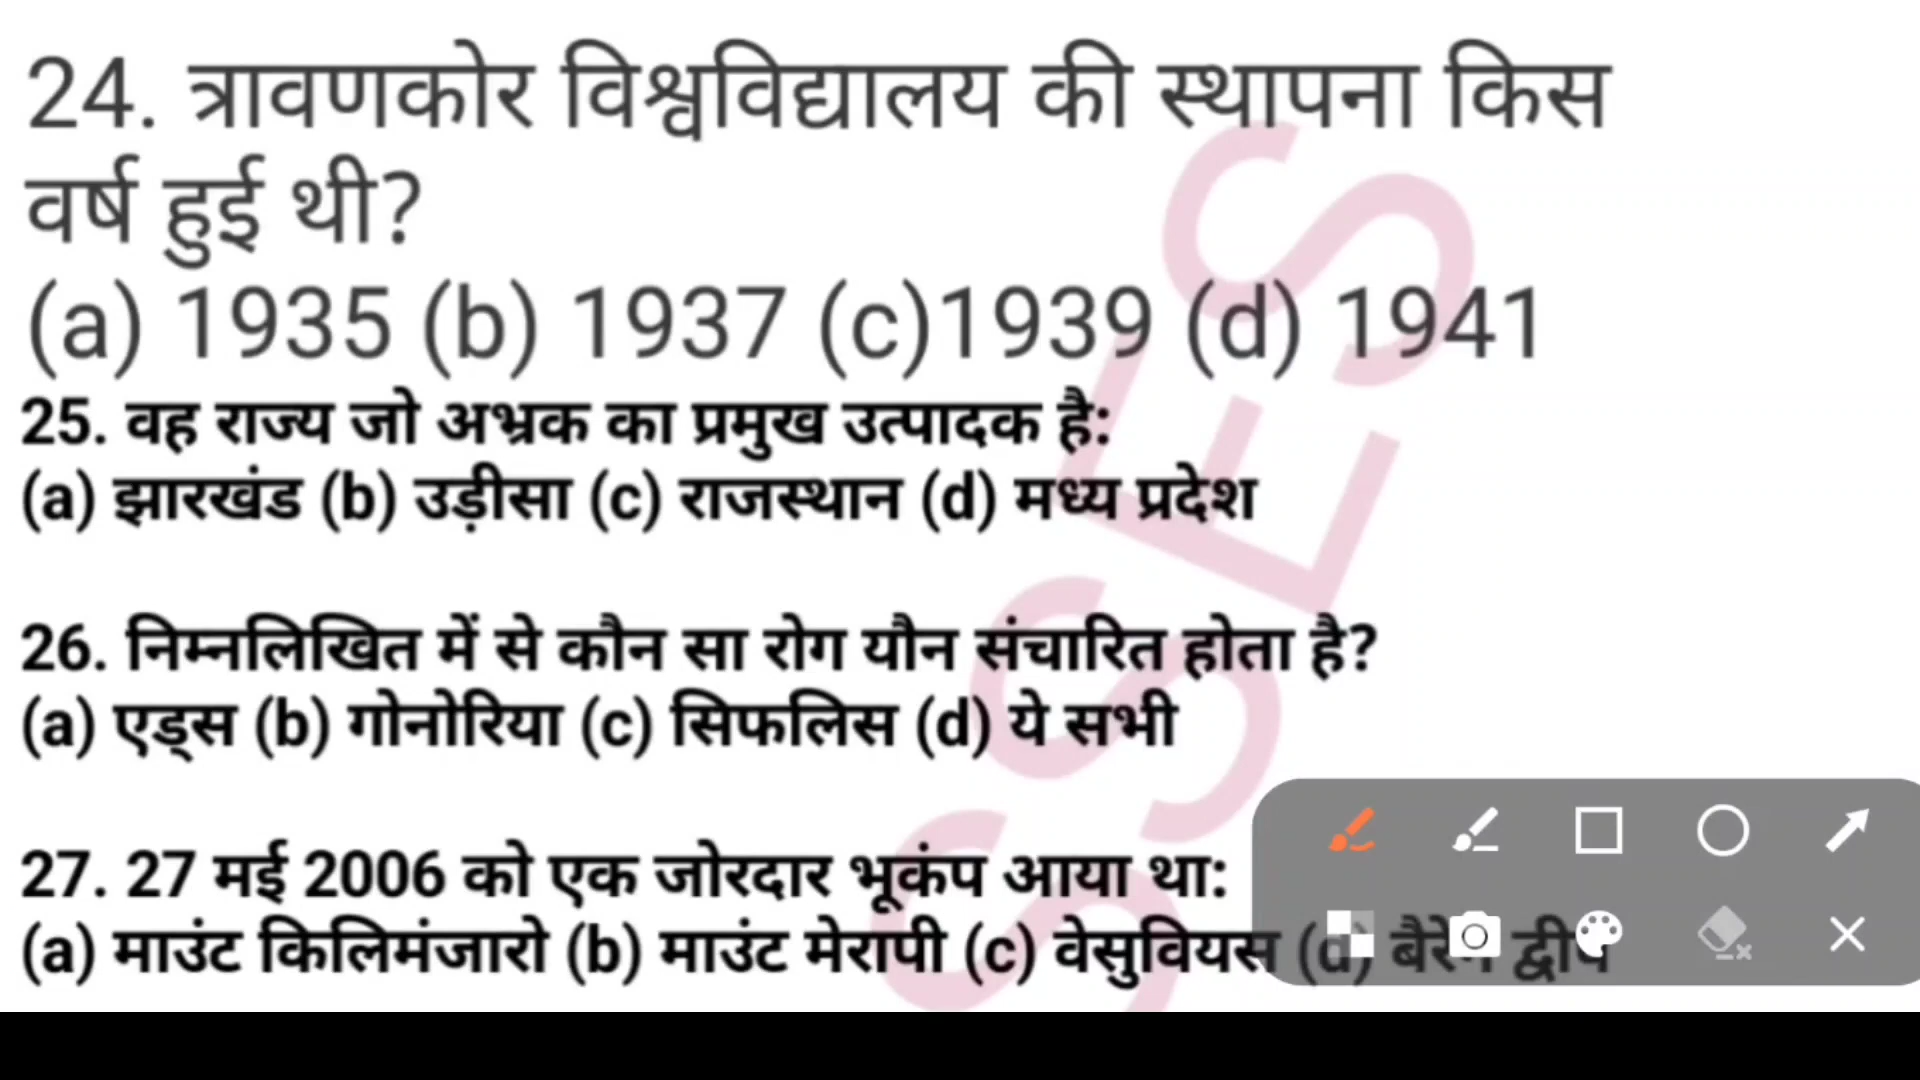 24. त्रावणकोर विश्वविद्यालय की स्थापना किस
वर्ष हुई थी?
(a) 1935 (b) 1937 (c)1939 (d) 1941
25. वह राज्य जो अभ्रक का प्रमुख उत्पादक है:
(a) झारखंड (b) उड़ीसा (c) राजस्थान (d) मध्य प्रदेश
26. निम्नलिखित में से कौन सा रोग यौन संचारित होता है?
(a) एड्स (b) गोनोरिया (c) सिफलिस (d) ये सभी
27. 27 मई 2006 को एक जोरदार भूकंप आया था:
(a) माउंट किलिमंजारो (b) माउंट मेरापी (c) वेसुवियस (d)